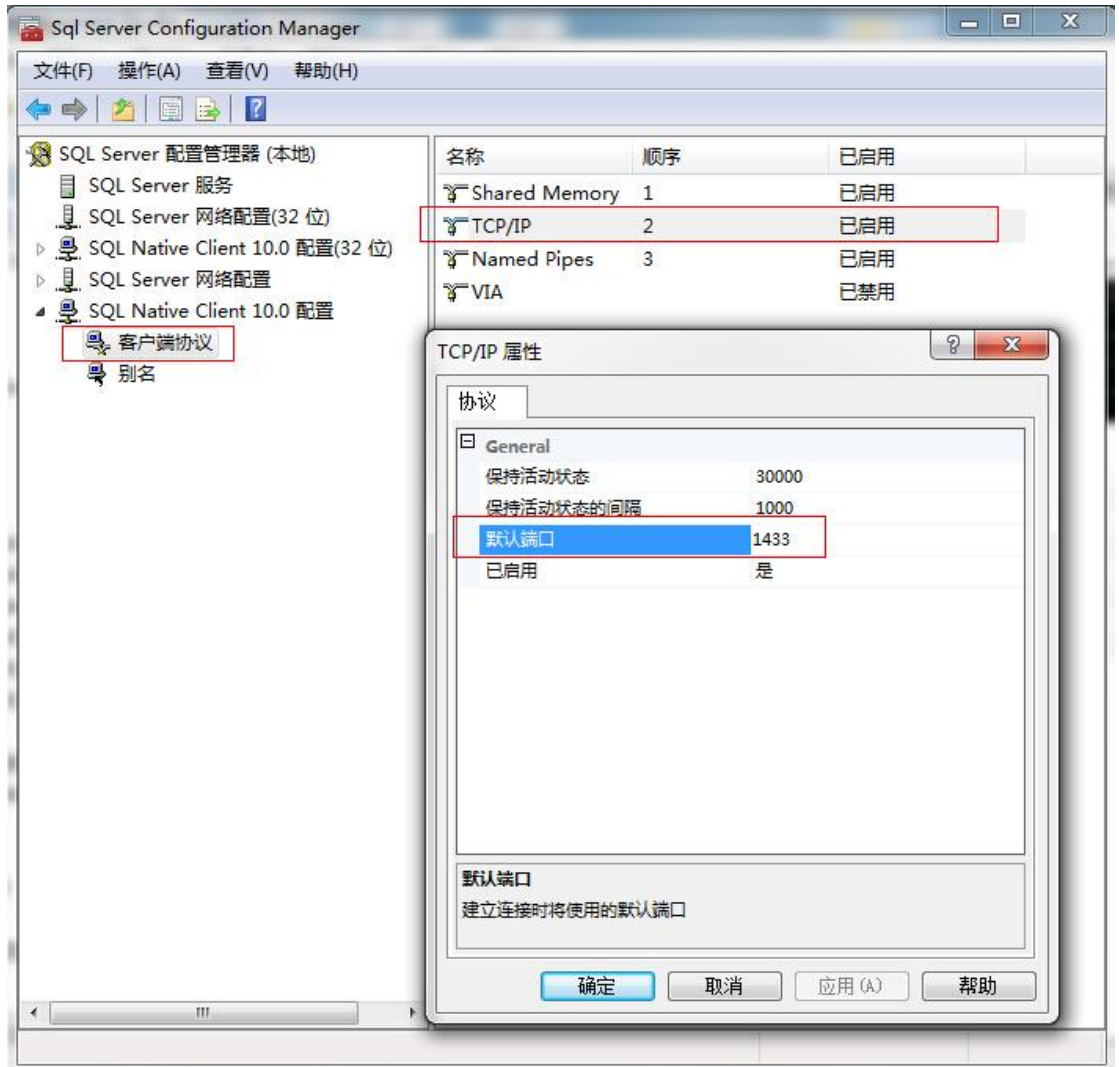 Sql Server Configuration Manager
文件(F) 操作(A) 查看(V) 帮助(H)
SQL Server 配置管理器 (本地)
SQL Server 服务
SQL Server 网络配置(32 位)
SQL Native Client 10.0 配置(32 位)
SQL Server 网络配置
SQL Native Client 10.0 配置
客户端协议
别名
名称 顺序 已启用
Shared Memory 1 已启用
TCP/IP 2 已启用
Named Pipes 3 已启用
VIA 已禁用
TCP/IP 属性
协议
General
保持活动状态 30000
保持活动状态的间隔 1000
默认端口 1433
已启用 是
默认端口
建立连接时将使用的默认端口
确定 取消 应用(A) 帮助